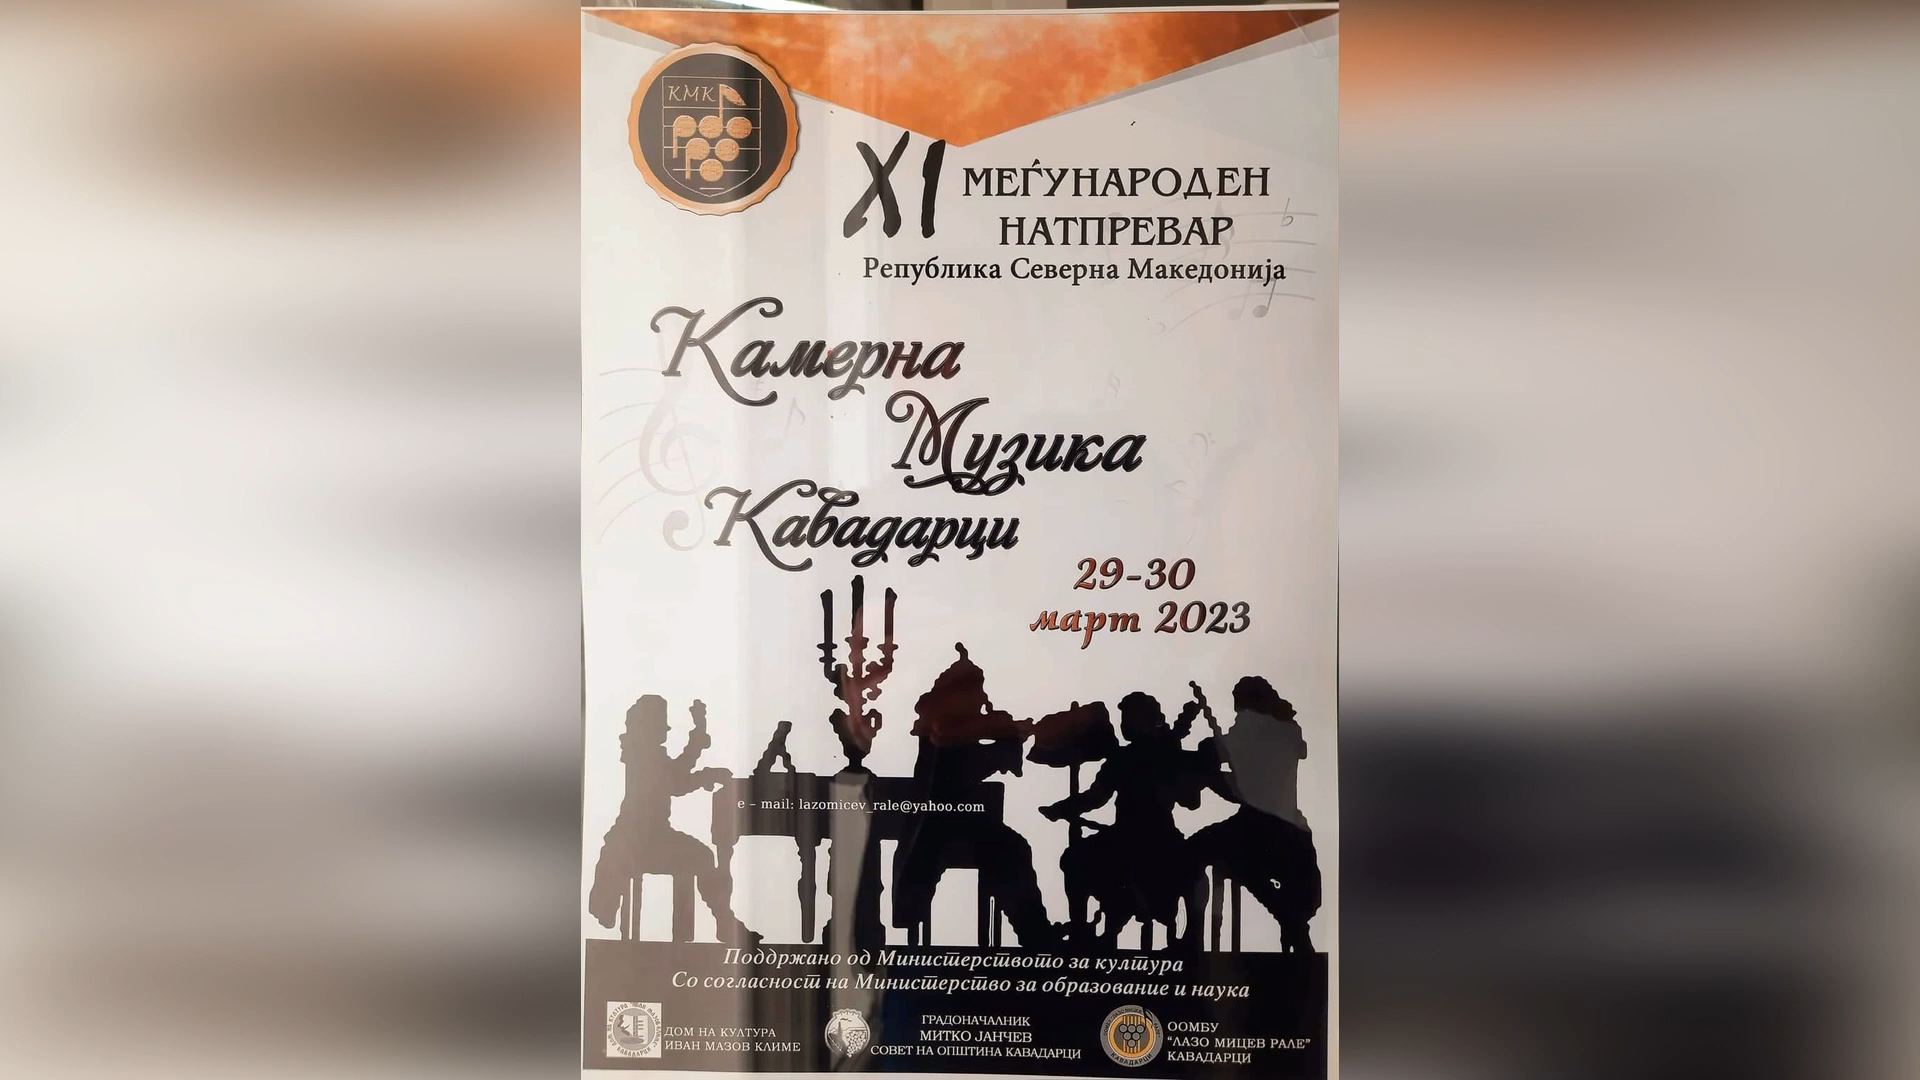 КМК
XI МЕЃУНАРОДЕН
НАТПРЕВАР
Република Северна Македонија
Камерна
Музика
Кавадарци
29-30
март 2023
e – mail: lazomicev_rale@yahoo.com
Поддржано од Министерството за култура
Со согласност на Министерство за образование и наука
ДОМ НА КУЛТУРА
ИВАН МАЗОВ КЛИМЕ
ГРАДОНАЧАЛНИК
МИТКО ЈАНЧЕВ
СОВЕТ НА ОПШТИНА КАВАДАРЦИ
ООМБУ
“ЛАЗО МИЦЕВ РАЛЕ”
КАВАДАРЦИ